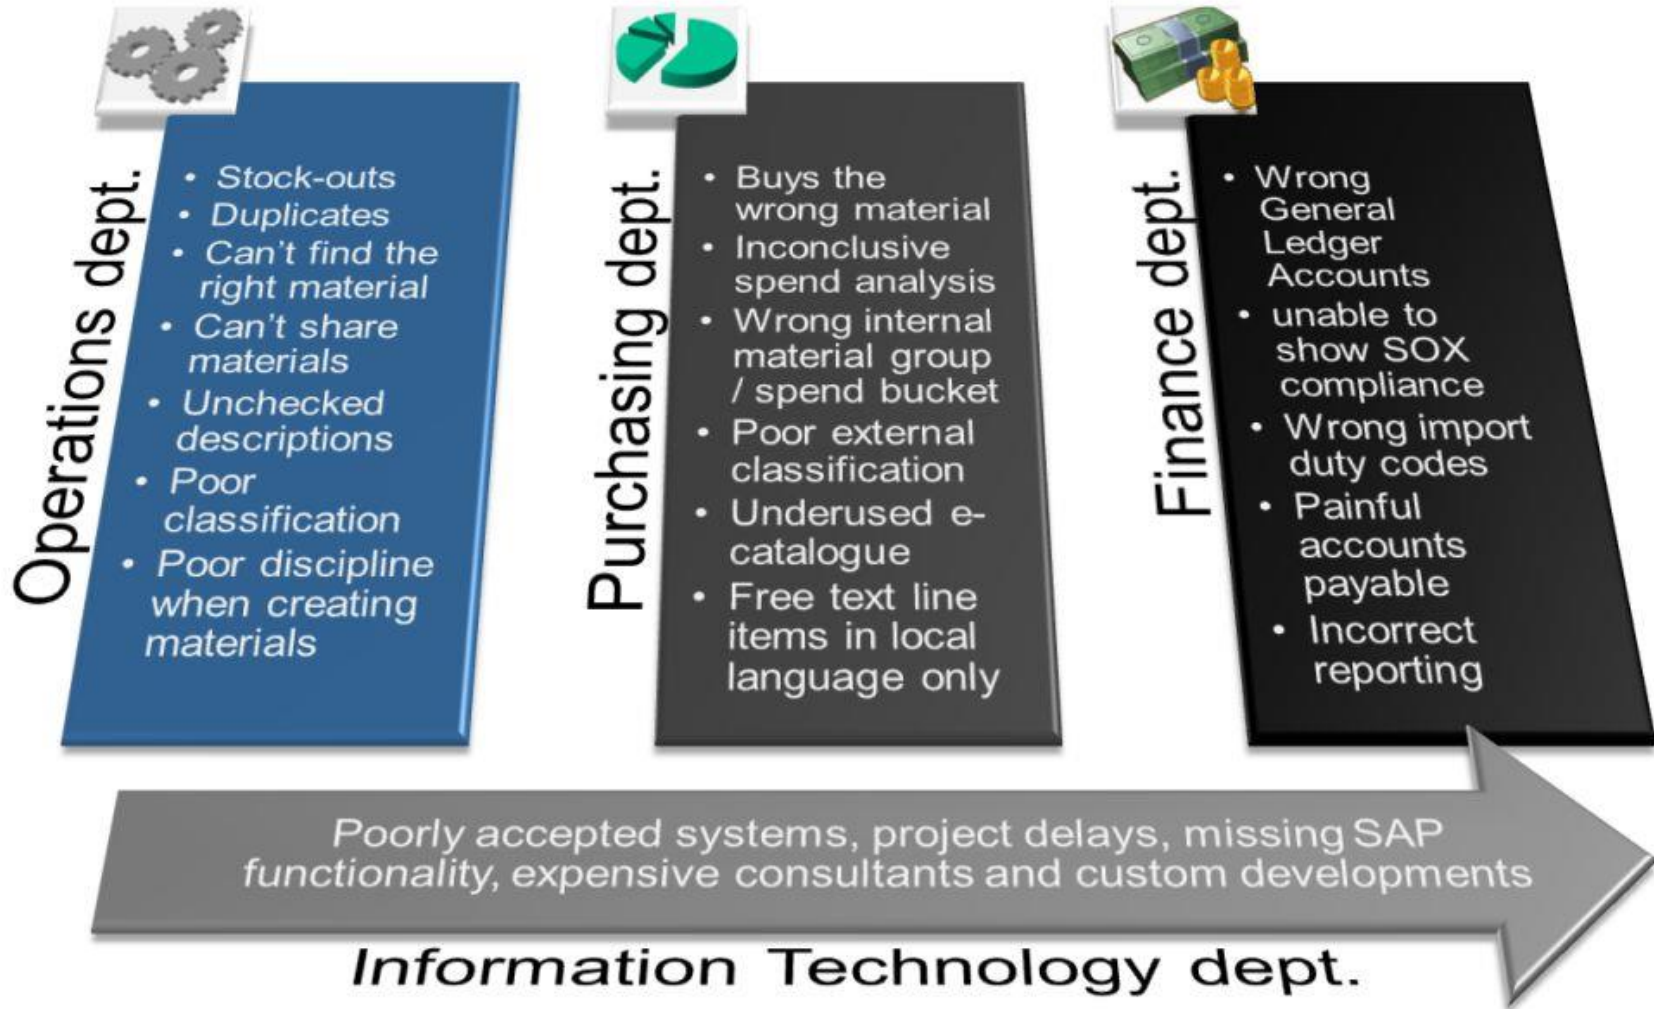 Operations dept.
• Stock-outs
• Duplicates
• Can't find the
right material
• Can't share
materials
• Unchecked
descriptions
• Poor
classification
• Poor discipline
when creating
materials
Purchasing dept.
• Buys the
wrong material
• Inconclusive
spend analysis
• Wrong internal
material group
/ spend bucket
• Poor external
classification
• Underused e-
catalogue
• Free text line
items in local
language only
Finance dept.
• Wrong
General
Ledger
Accounts
• unable to
show SOX
compliance
• Wrong import
duty codes
• Painful
accounts
payable
• Incorrect
reporting
Poorly accepted systems, project delays, missing SAP
functionality, expensive consultants and custom developments
Information Technology dept.